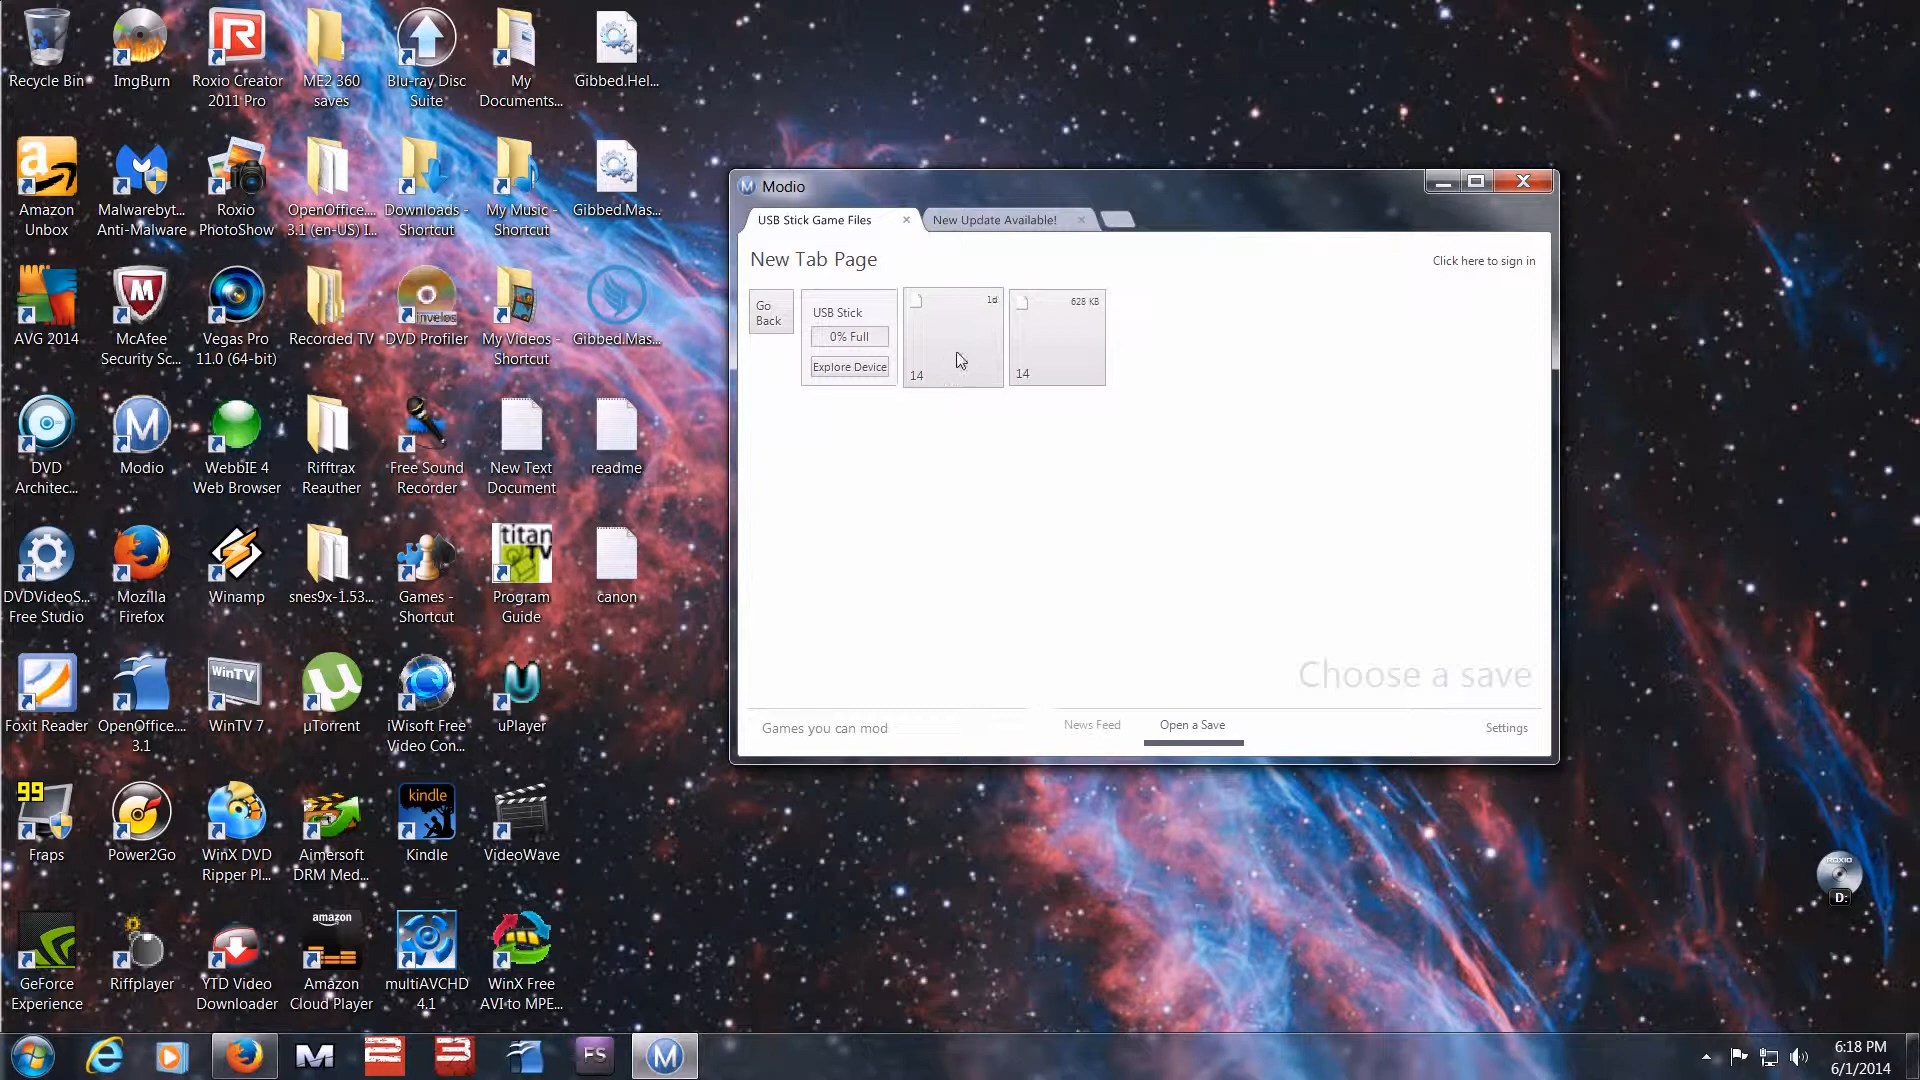 Recycle Bin
ImgBurn
Roxio Creator
2011 Pro
ME2 360
saves
Blu-ray Disc
Suite
My
Documents...
Gibbed.Hel...
Amazon
Unbox
Malwarebyt...
Anti-Malware
Roxio
PhotoShow
OpenOffice....
3.1 (en-US) I...
Downloads -
Shortcut
My Music -
Shortcut
Gibbed.Mas...
AVG 2014
McAfee
Security Sc...
Vegas Pro
11.0 (64-bit)
Recorded TV
invelos
DVD Profiler
My Videos -
Shortcut
Gibbed.Mas...
DVD
Architec...
Modio
WebbIE 4
Web Browser
Rifftrax
Reauther
Free Sound
Recorder
New Text
Document
readme
DVDVideoS...
Free Studio
Mozilla
Firefox
Winamp
snes9x-1.53...
Games -
Shortcut
titan
TV
Program
Guide
canon
Foxit Reader
OpenOffice....
3.1
WinTV
WinTV 7
µTorrent
iWisoft Free
Video Con...
uPlayer
99
Fraps
Power2Go
WinX DVD
Ripper Pl...
Aimersoft
DRM Med...
kindle
Kindle
VideoWave
GeForce
Experience
Riffplayer
YTD Video
Downloader
amazon
Amazon
Cloud Player
multiAVCHD
4.1
WinX Free
AVI to MPE...
Modio
USB Stick Game Files
New Update Available!
New Tab Page
Click here to sign in
Go
Back
USB Stick
0% Full
Explore Device
1d
14
628 KB
14
Choose a save
Games you can mod
News Feed
Open a Save
Settings
ROXIO
D:
FS
6:18 PM
6/1/2014